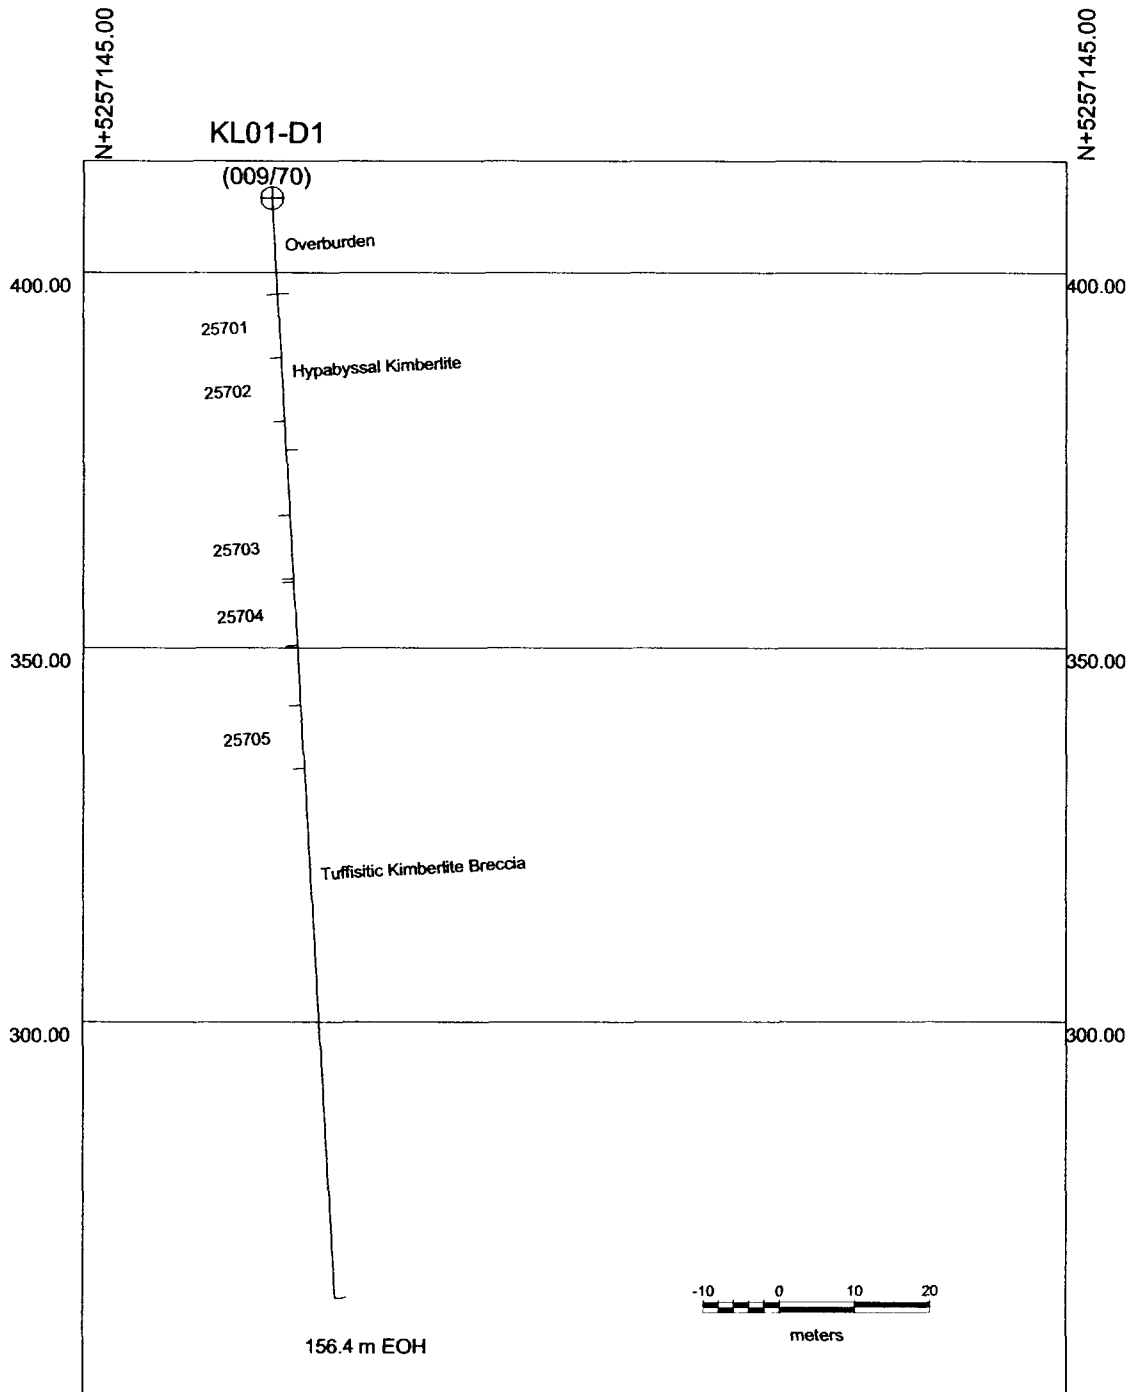 N+5257145.00
N+5257145.00
KL01-D1
(009/70)
Overburden
400.00
400.00
25701
Hypabyssal Kimberlite
25702
25703
25704
350.00
350.00
25705
Tuffisitic Kimberlite Breccia
300.00
300.00
-10 0 10 20
meters
156.4 m EOH